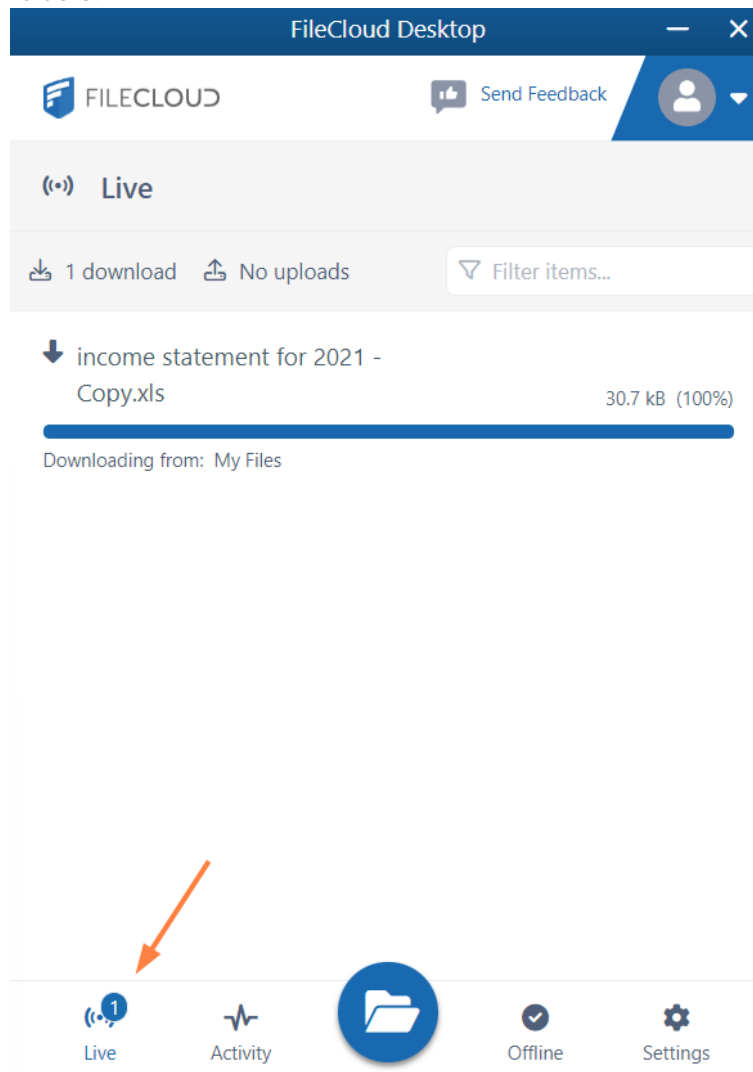 FileCloud Desktop
FILECLOUD
Send Feedback
Live
1 download
No uploads
Filter items...
income statement for 2021 -
Copy.xls
30.7 kB (100%)
Downloading from: My Files
1
Live
Activity
Offline
Settings